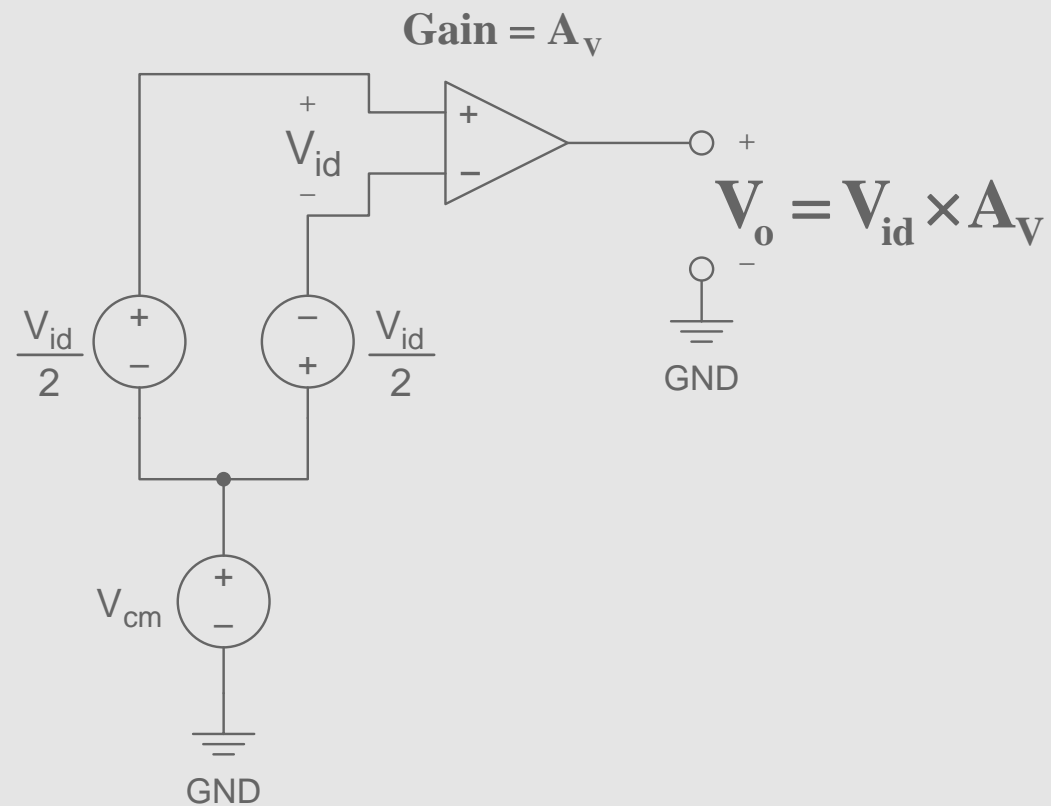 Gain = A_v
+
V_id
−
+
−
+
−
V_o = V_id × A_V
+
−
V_id/2
−
+
V_id/2
+
−
GND
V_cm
+
−
GND